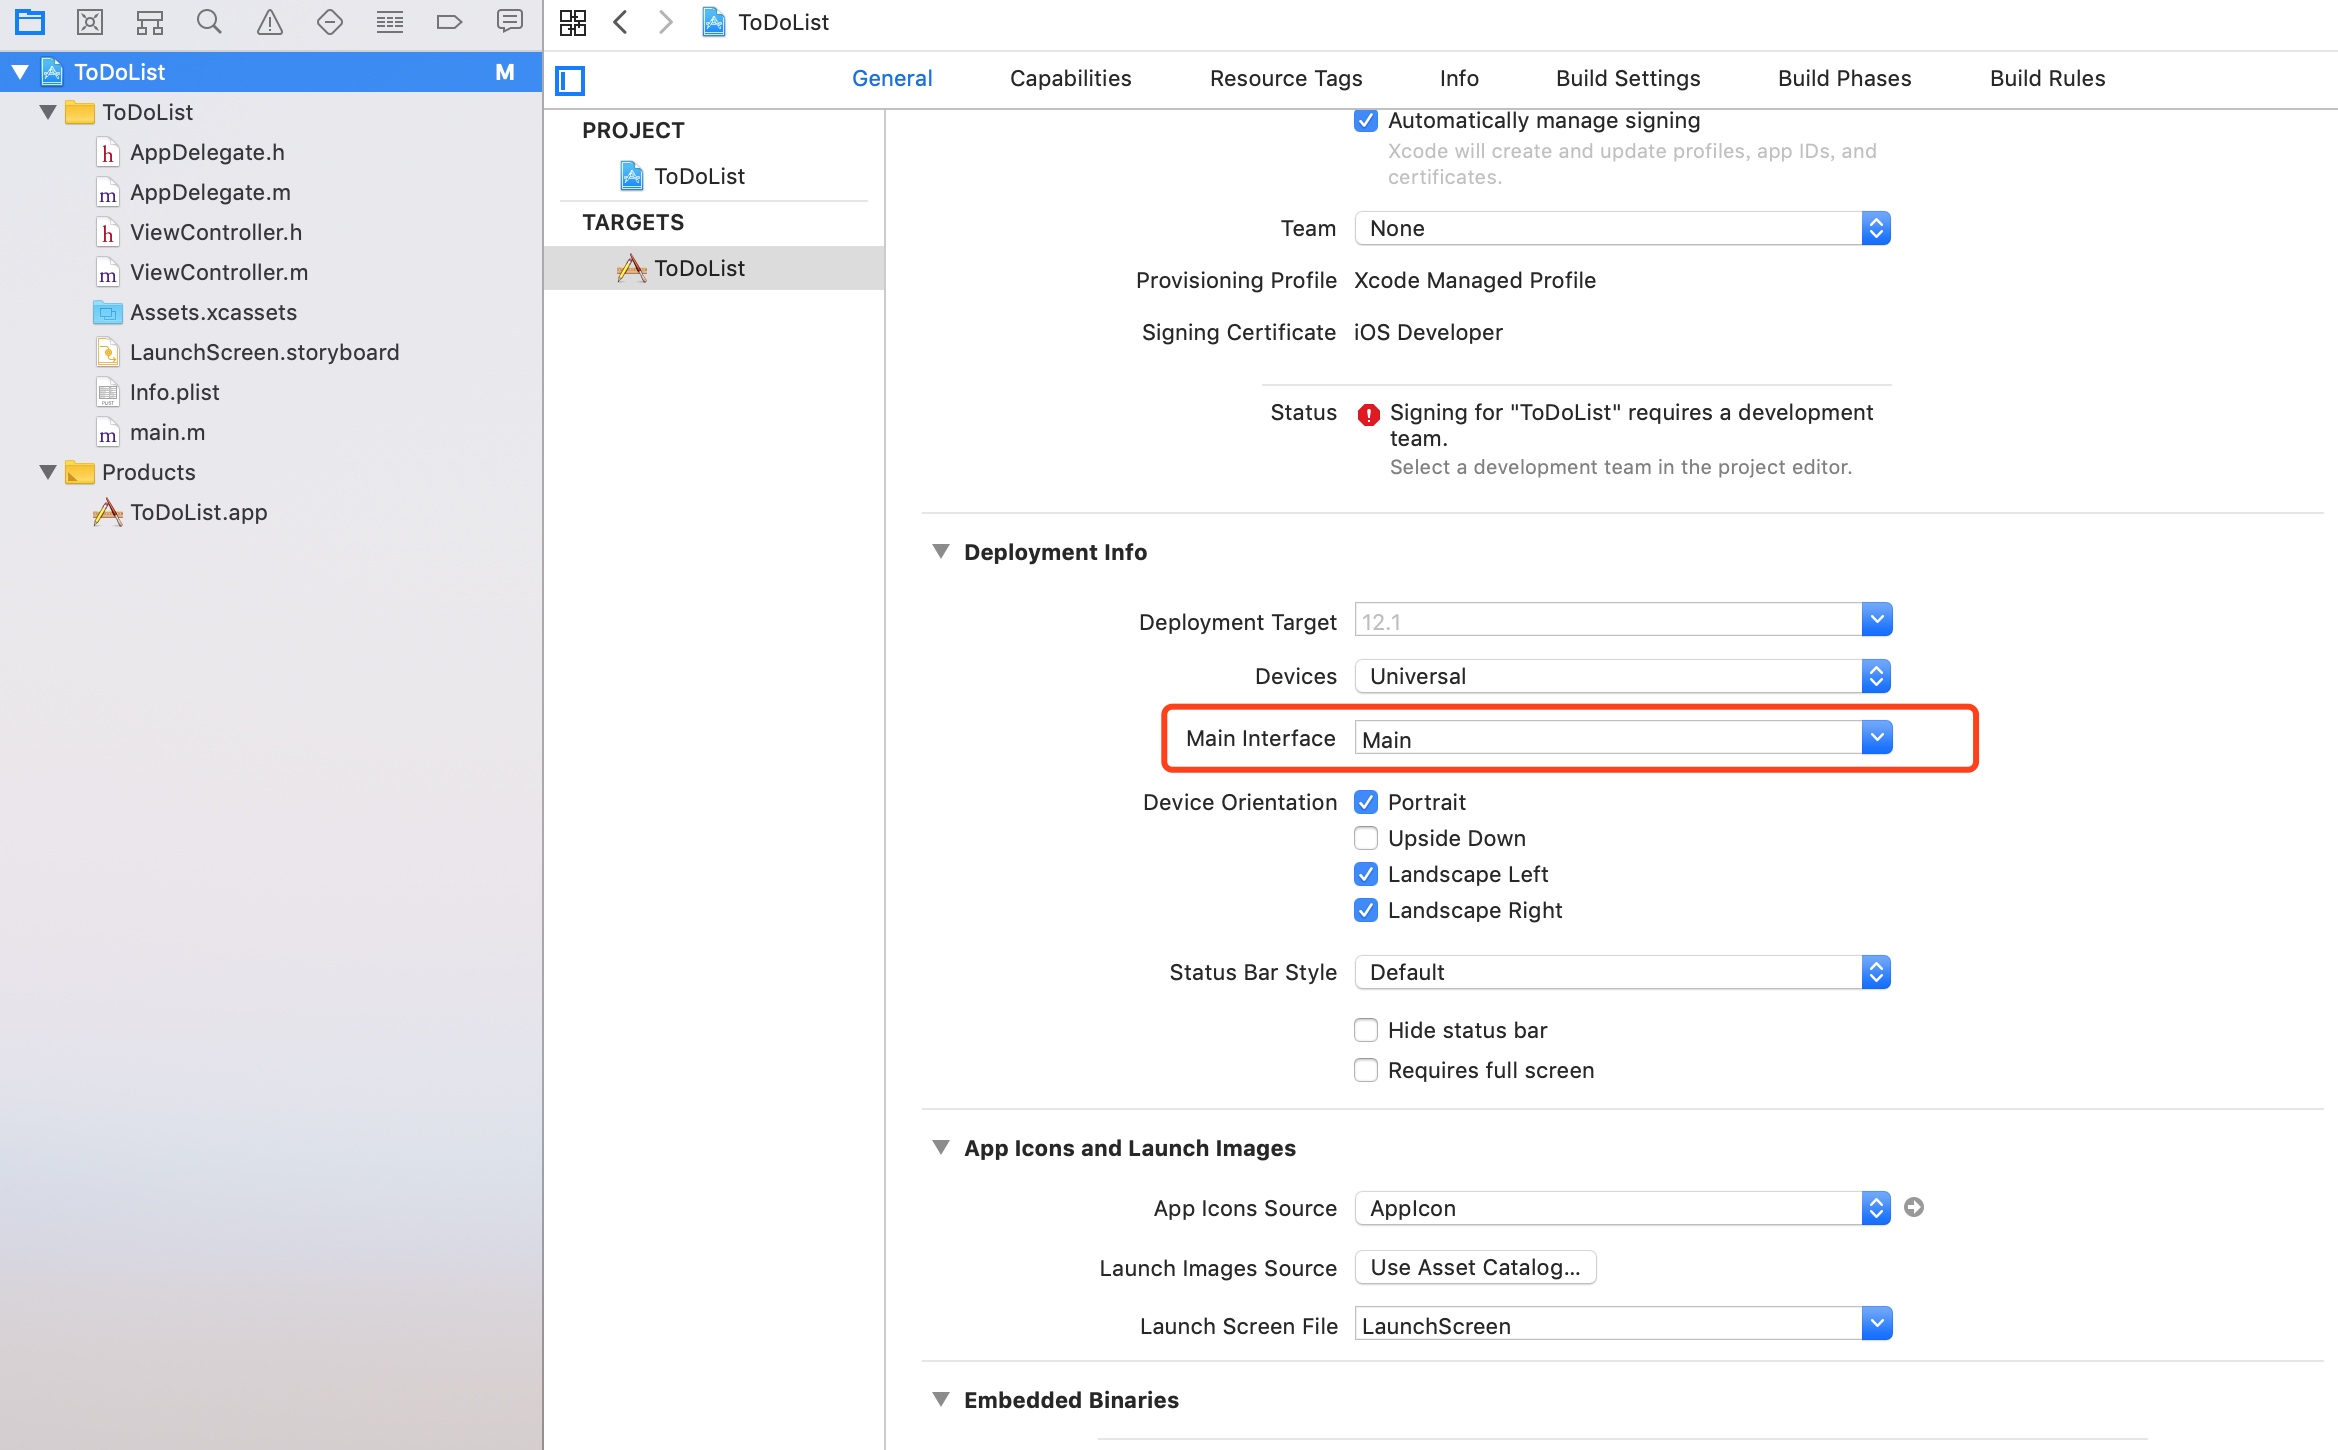 ToDoList
ToDoList M
ToDoList
AppDelegate.h
AppDelegate.m
ViewController.h
ViewController.m
Assets.xcassets
LaunchScreen.storyboard
Info.plist
main.m
Products
ToDoList.app
General Capabilities Resource Tags Info Build Settings Build Phases Build Rules
PROJECT
ToDoList
TARGETS
ToDoList
Automatically manage signing
Xcode will create and update profiles, app IDs, and
certificates.
Team None
Provisioning Profile Xcode Managed Profile
Signing Certificate iOS Developer
Status Signing for "ToDoList" requires a development
team.
Select a development team in the project editor.
Deployment Info
Deployment Target 12.1
Devices Universal
Main Interface Main
Device Orientation Portrait
Upside Down
Landscape Left
Landscape Right
Status Bar Style Default
Hide status bar
Requires full screen
App Icons and Launch Images
App Icons Source AppIcon
Launch Images Source Use Asset Catalog...
Launch Screen File LaunchScreen
Embedded Binaries